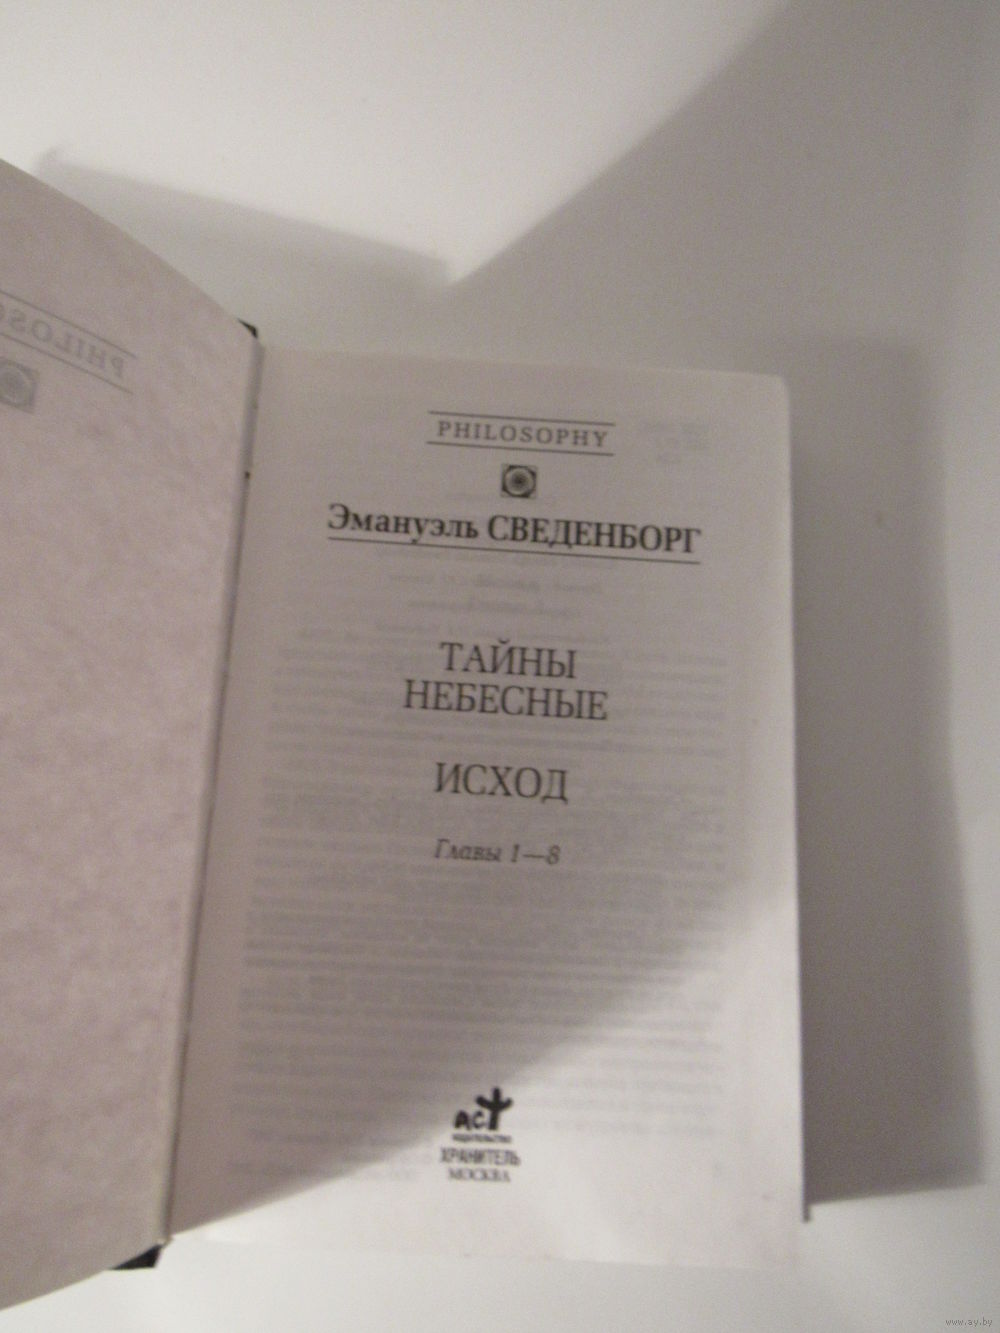 PHILOSOPHY
Эмануэль СВЕДЕНБОРГ
ТАЙНЫ
НЕБЕСНЫЕ
ИСХОД
Главы 1—8
аст
издательство
ХРАНИТЕЛЬ
МОСКВА
PHILOSO
www.ay.by